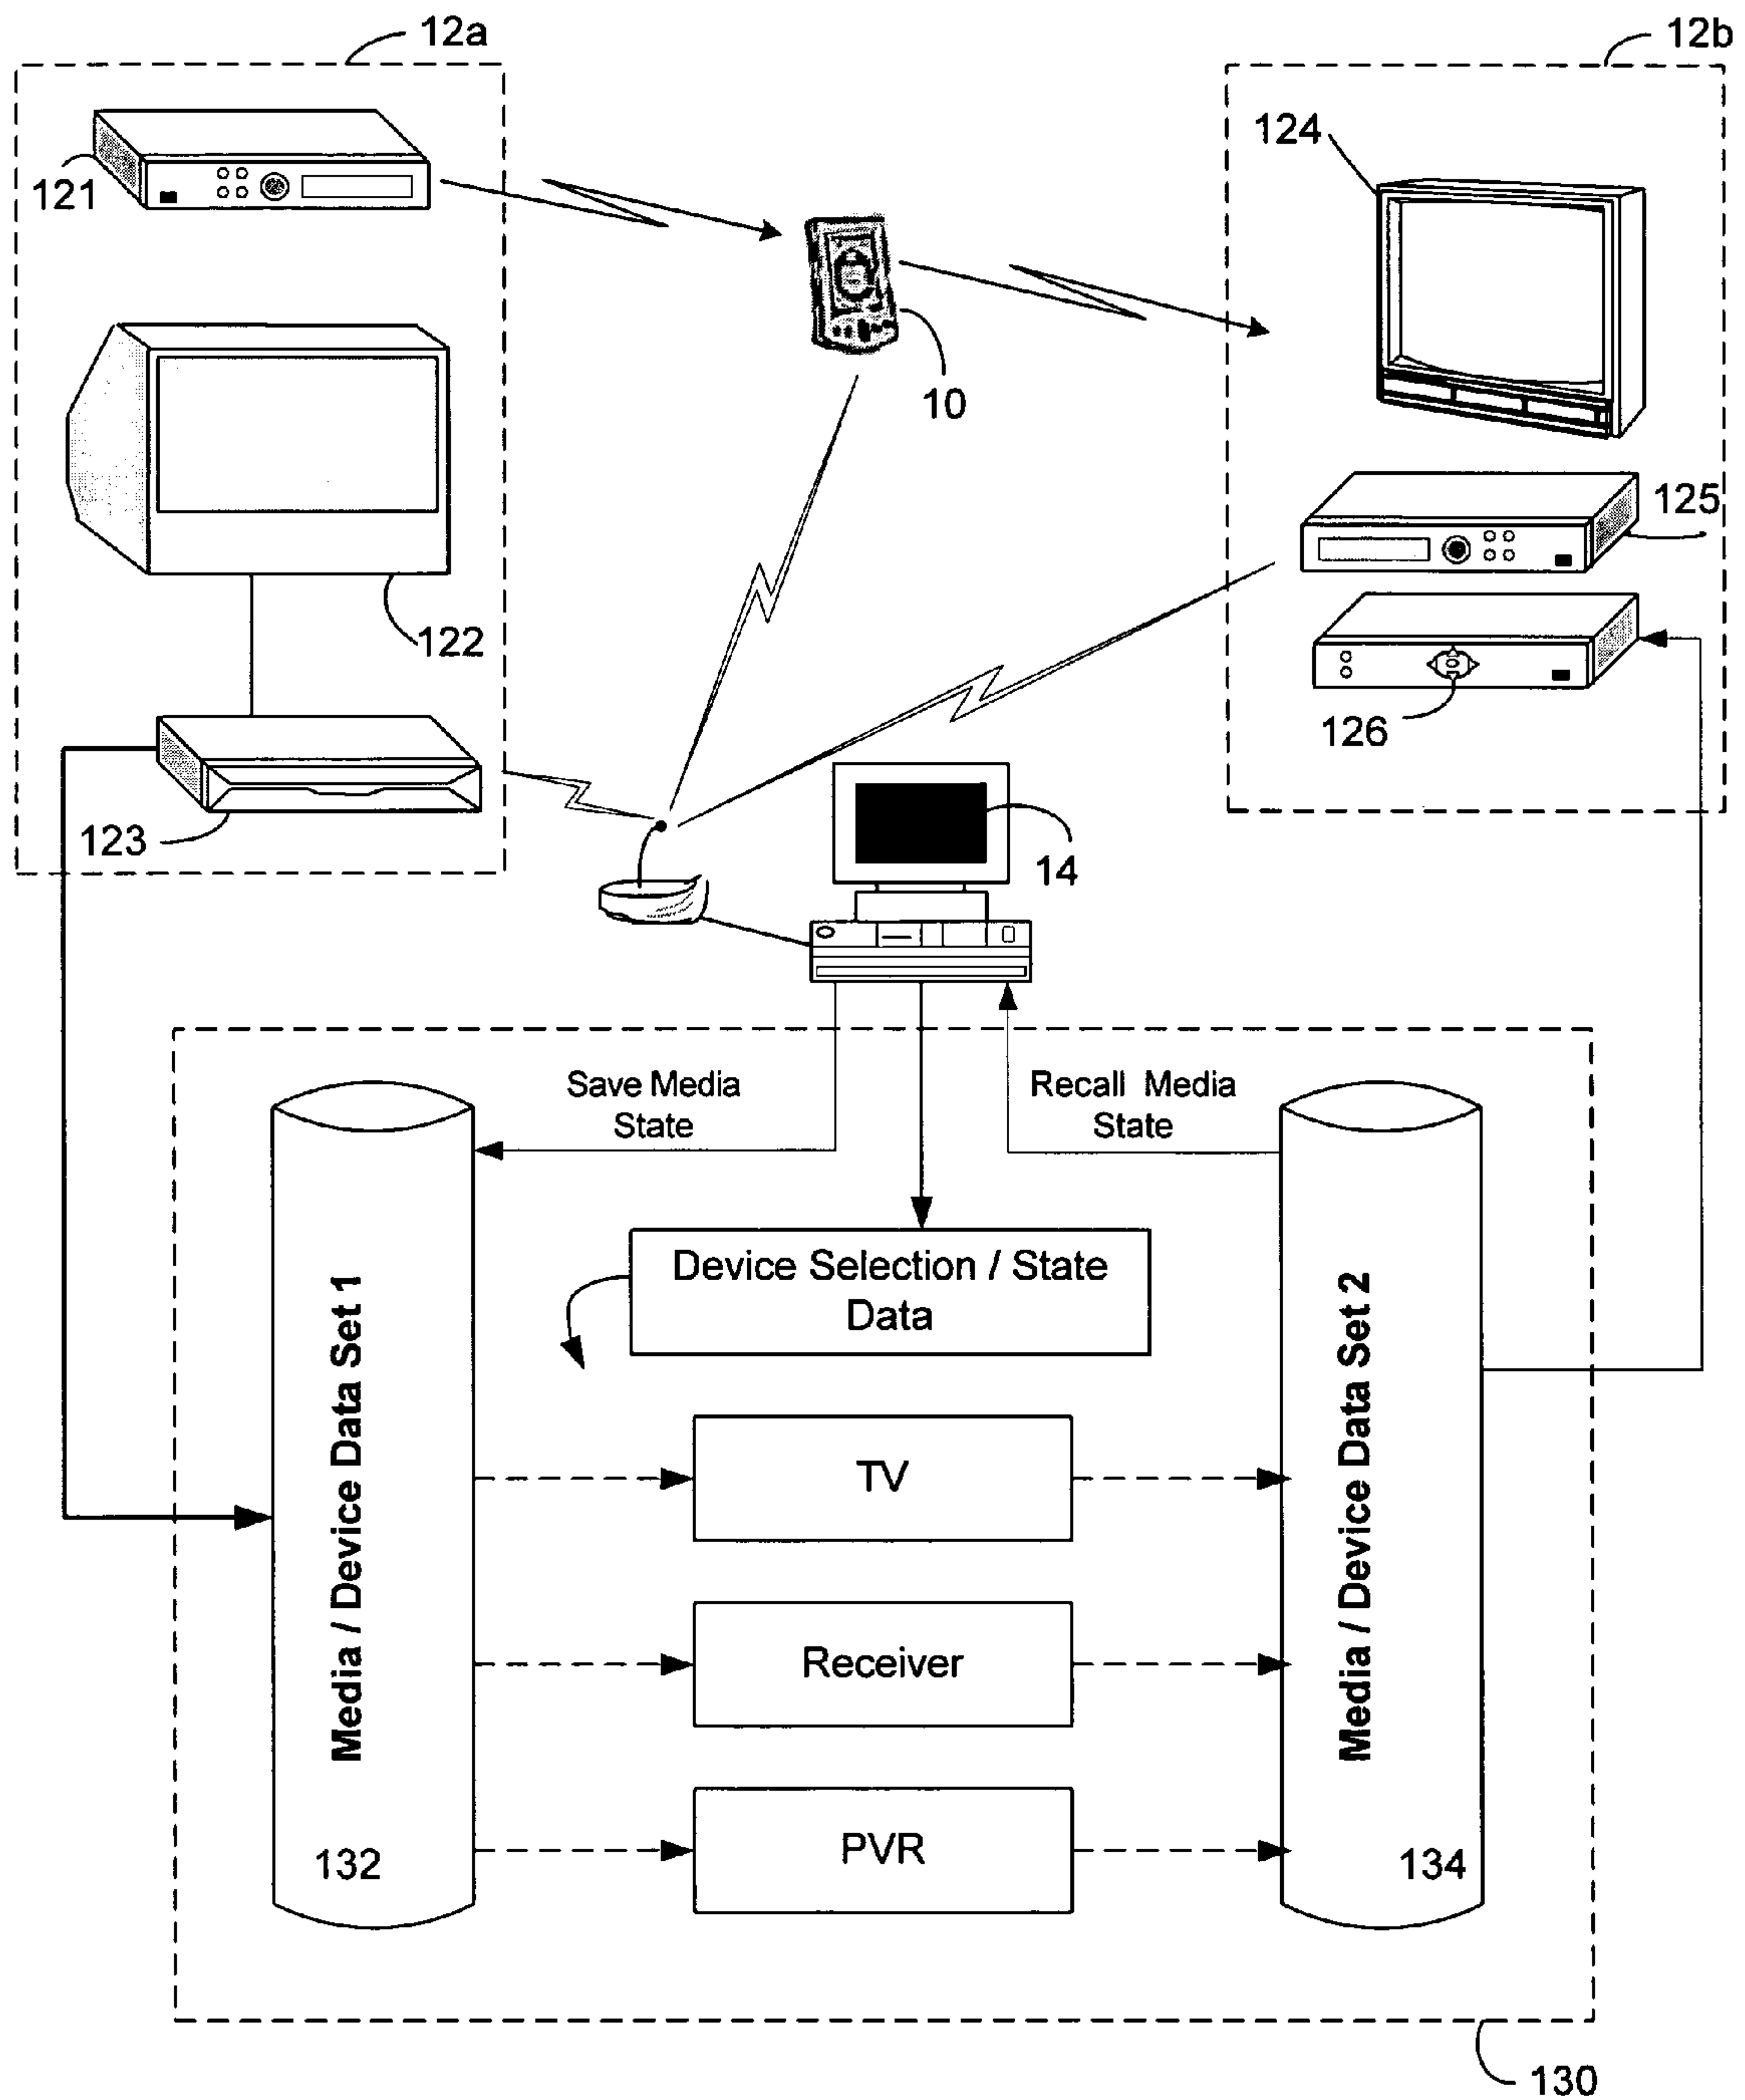 12a
12b
121
124
10
125
122
126
123
14
Save Media
State
Recall Media
State
Device Selection / State
Data
Media / Device Data Set 1
Media / Device Data Set 2
TV
Receiver
PVR
132
134
130